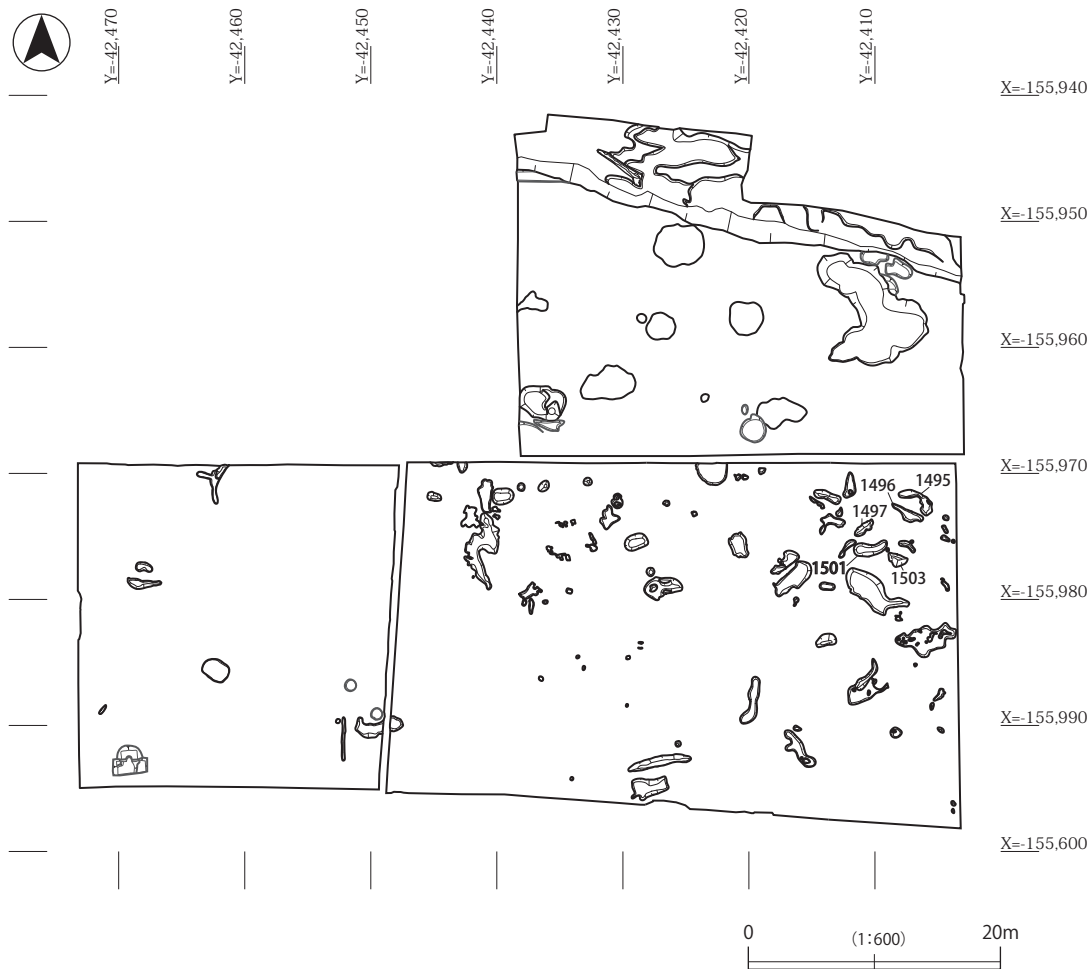 Y=-42,470
Y=-42,460
Y=-42,450
Y=-42,440
Y=-42,430
Y=-42,420
Y=-42,410
X=-155,940
X=-155,950
X=-155,960
X=-155,970
1496
1495
1497
1501
1503
X=-155,980
X=-155,990
X=-155,600
0
(1:600)
20m